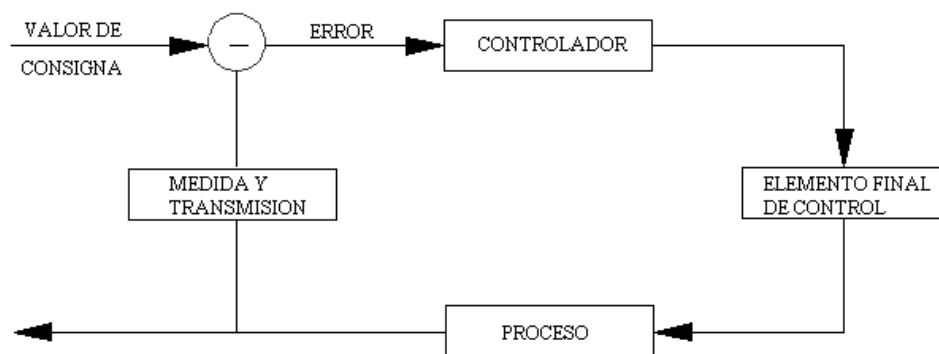 VALOR DE
CONSIGNA
−
ERROR
CONTROLADOR
MEDIDA Y
TRANSMISION
ELEMENTO FINAL
DE CONTROL
PROCESO